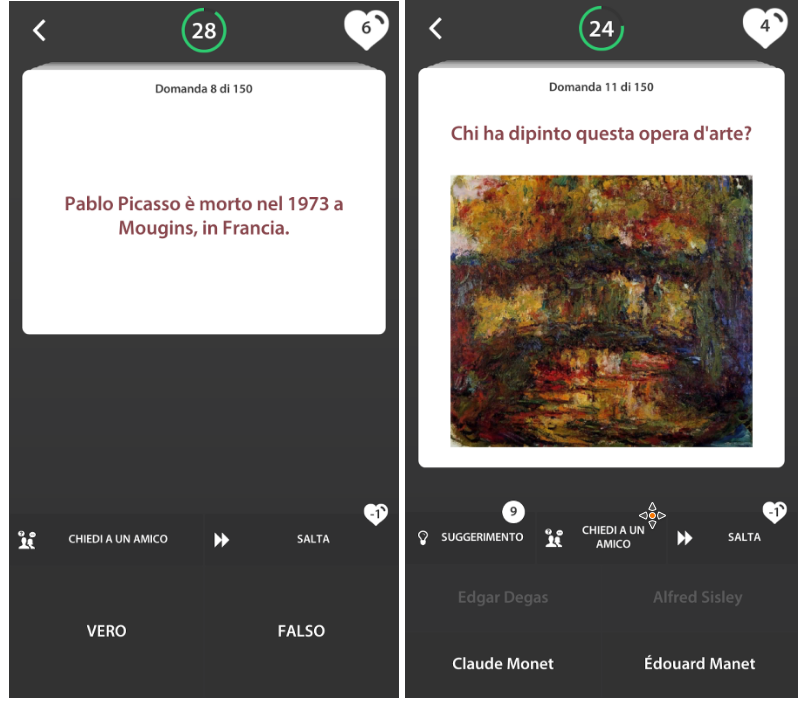 28
6
Domanda 8 di 150
Pablo Picasso è morto nel 1973 a
Mougins, in Francia.
-1
CHIEDI A UN AMICO
SALTA
VERO
FALSO
24
4
Domanda 11 di 150
Chi ha dipinto questa opera d'arte?
9
-1
SUGGERIMENTO
CHIEDI A UN
AMICO
SALTA
Edgar Degas
Alfred Sisley
Claude Monet
Édouard Manet